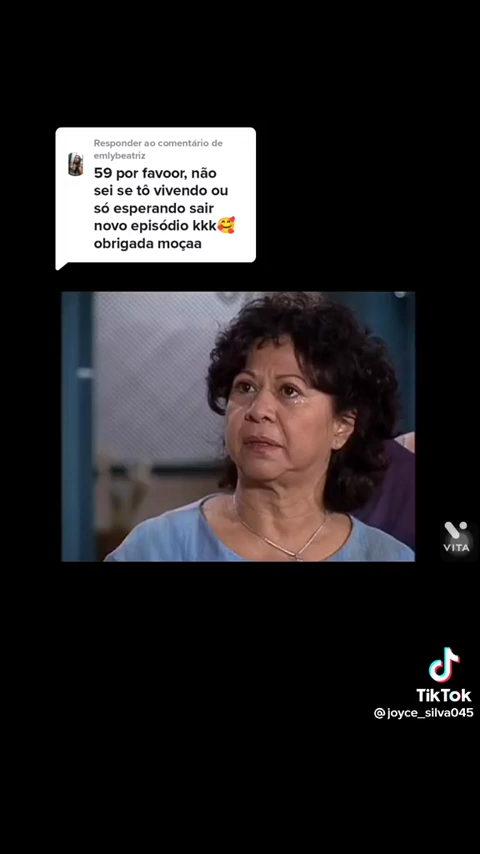 Responder ao comentário de
emlybeatriz
59 por favoor, não
sei se tô vivendo ou
só esperando sair
novo episódio kkk🥰
obrigada moçaa
VITA
TikTok
@joyce_silva045